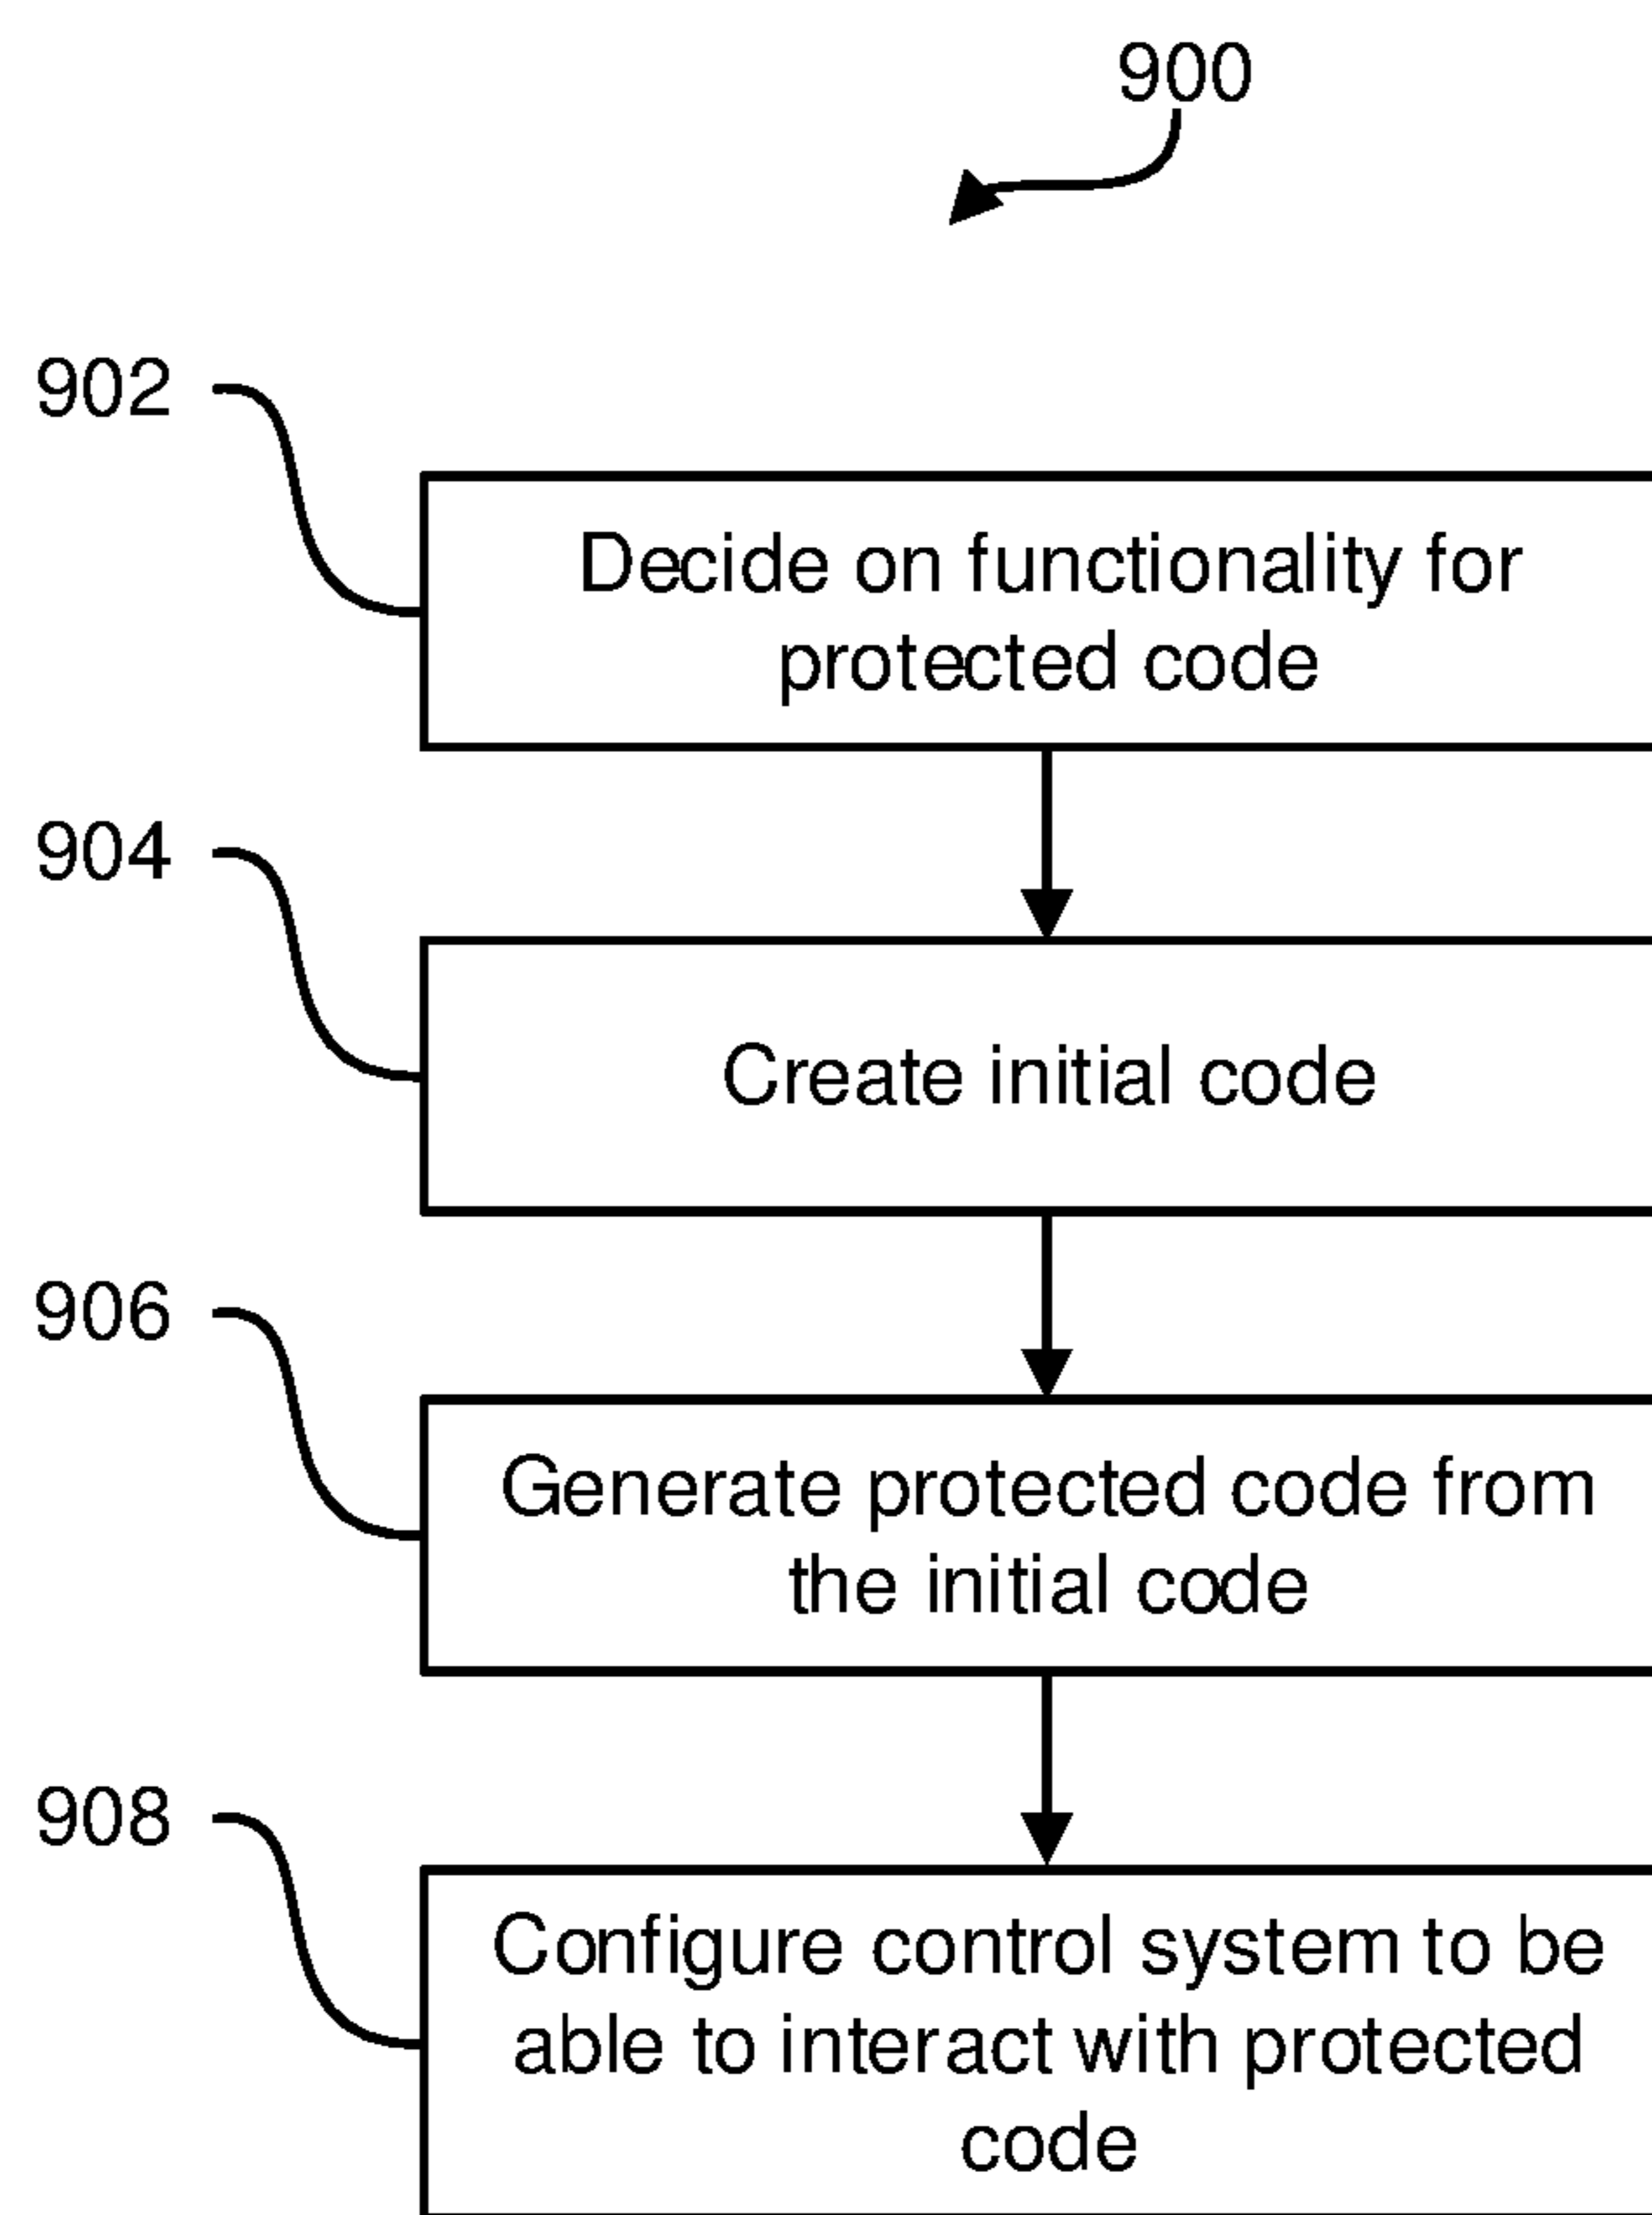 900
902
Decide on functionality for
protected code
904
Create initial code
906
Generate protected code from
the initial code
908
Configure control system to be
able to interact with protected
code